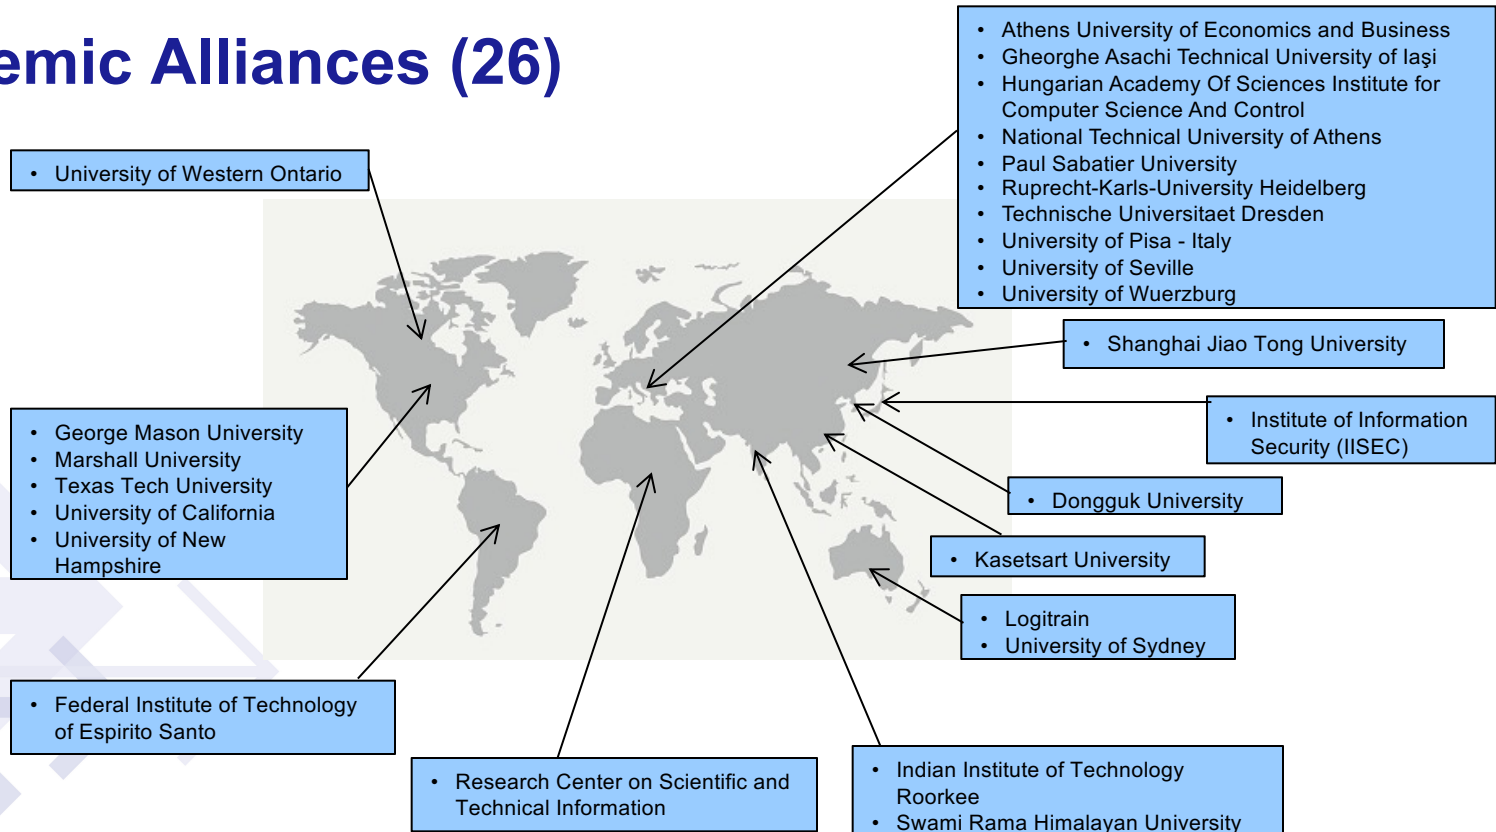 emic Alliances (26)
• Athens University of Economics and Business
• Gheorghe Asachi Technical University of Iaşi
• Hungarian Academy Of Sciences Institute for
Computer Science And Control
• National Technical University of Athens
• Paul Sabatier University
• Ruprecht-Karls-University Heidelberg
• Technische Universitaet Dresden
• University of Pisa - Italy
• University of Seville
• University of Wuerzburg
• University of Western Ontario
• Shanghai Jiao Tong University
• Institute of Information
Security (IISEC)
• George Mason University
• Marshall University
• Texas Tech University
• University of California
• University of New
Hampshire
• Dongguk University
• Kasetsart University
• Logitrain
• University of Sydney
• Federal Institute of Technology
of Espirito Santo
• Research Center on Scientific and
Technical Information
• Indian Institute of Technology
Roorkee
• Swami Rama Himalayan University